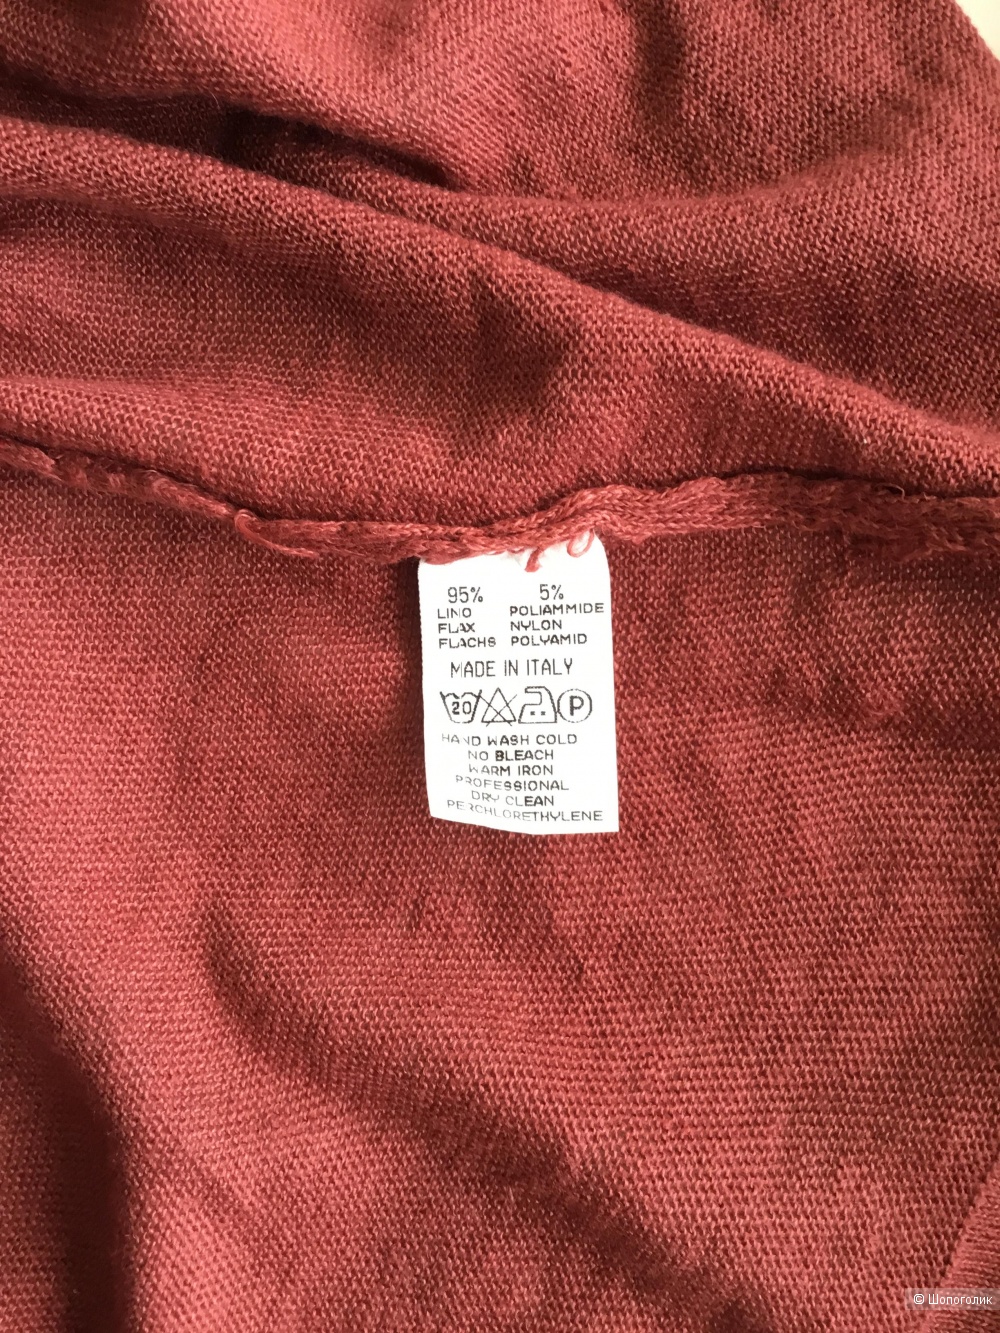 95% 5%
LINO POLIAMMIDE
FLAX NYLON
FLACHS POLYAMID
MADE IN ITALY
20 P
HAND WASH COLD
NO BLEACH
WARM IRON
PROFESSIONAL
DRY CLEAN
PERCHLORETHYLENE
© Шопоголик